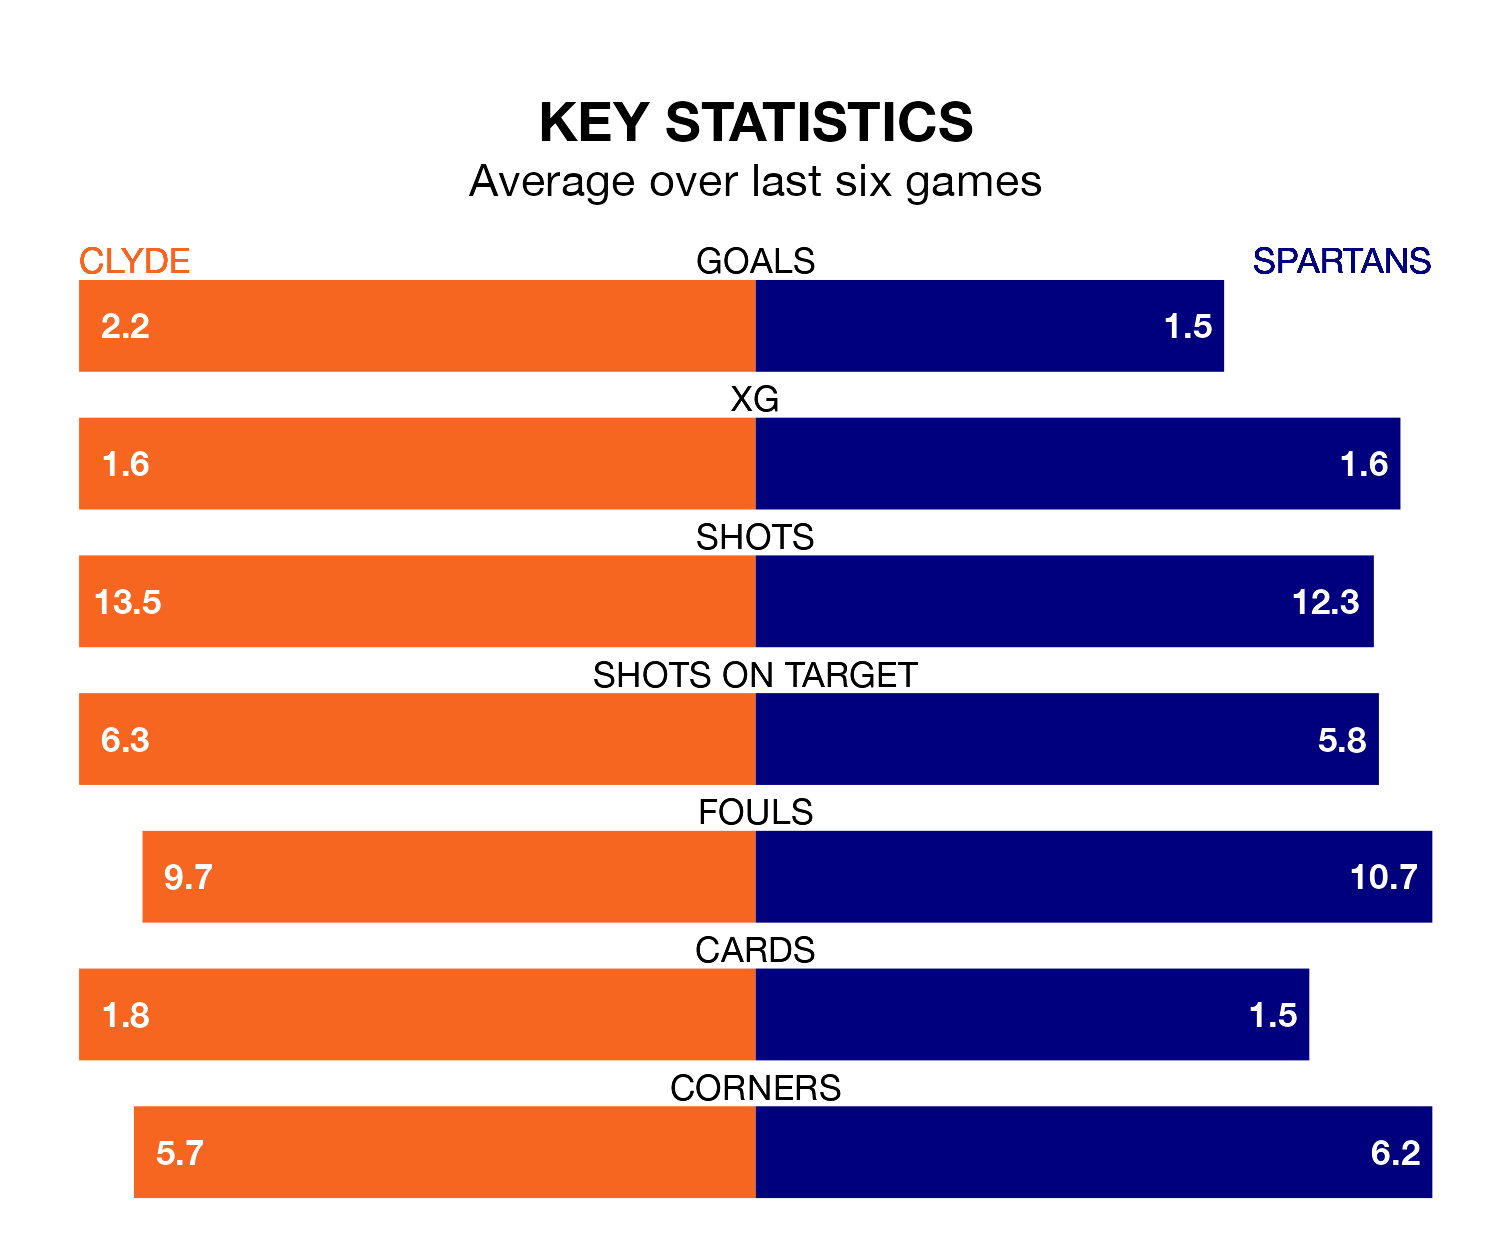 KEY STATISTICS
Average over last six games
CLYDE GOALS SPARTANS
2.2 1.5
XG
1.6 1.6
SHOTS
13.5 12.3
SHOTS ON TARGET
6.3 5.8
FOULS
9.7 10.7
CARDS
1.8 1.5
CORNERS
5.7 6.2